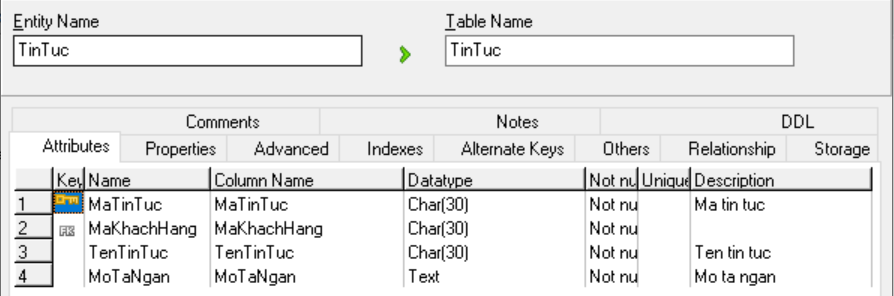 Entity Name Table Name
TinTuc TinTuc
Comments Notes DDL
Attributes Properties Advanced Indexes Alternate Keys Others Relationship Storage
Key Name Column Name Datatype Not nu Unique Description
1 MaTinTuc MaTinTuc Char(30) Not nu Ma tin tuc
2 FK MaKhachHang MaKhachHang Char(30) Not nu
3 TenTinTuc TenTinTuc Char(30) Not nu Ten tin tuc
4 MoTaNgan MoTaNgan Text Not nu Mo ta ngan